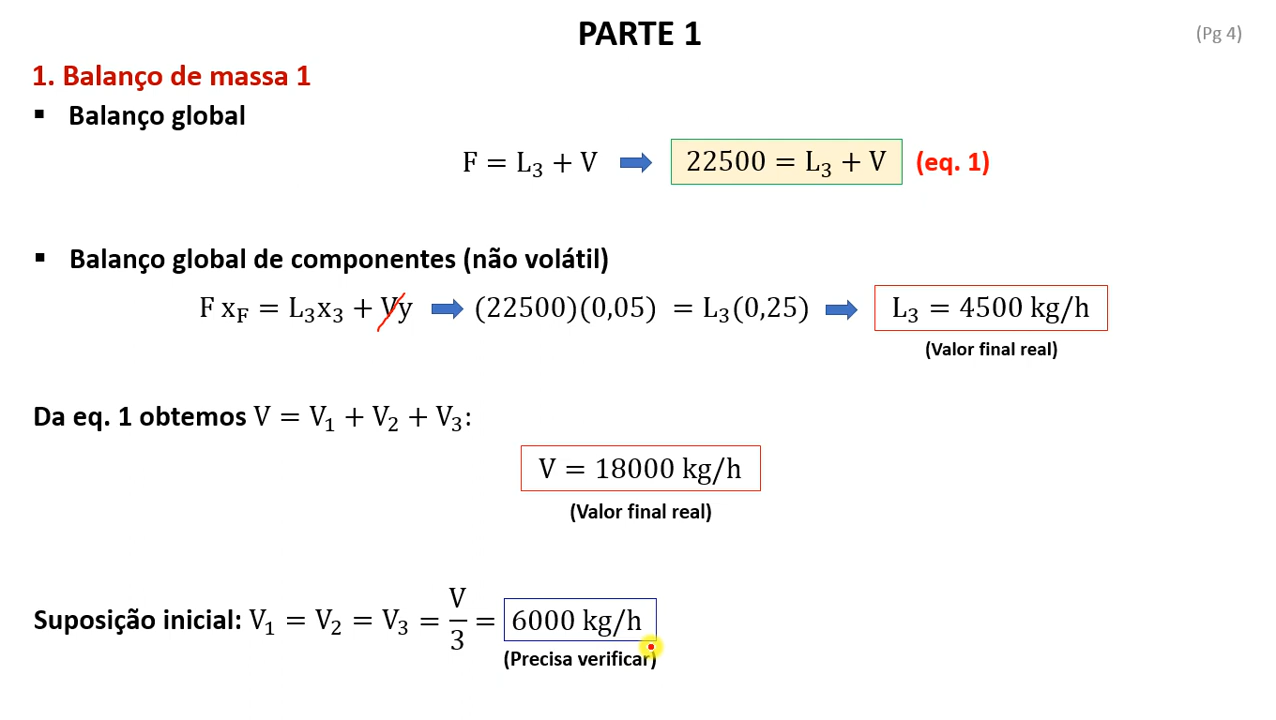 PARTE 1
(Pg 4)
1. Balanço de massa 1
▪ Balanço global
F = L₃ + V ➡ 22500 = L₃ + V (eq. 1)
▪ Balanço global de componentes (não volátil)
F x_F = L₃x₃ + Vy ➡ (22500)(0,05) = L₃(0,25) ➡ L₃ = 4500 kg/h
(Valor final real)
Da eq. 1 obtemos V = V₁ + V₂ + V₃:
V = 18000 kg/h
(Valor final real)
Suposição inicial: V₁ = V₂ = V₃ = V/3 = 6000 kg/h
(Precisa verificar)